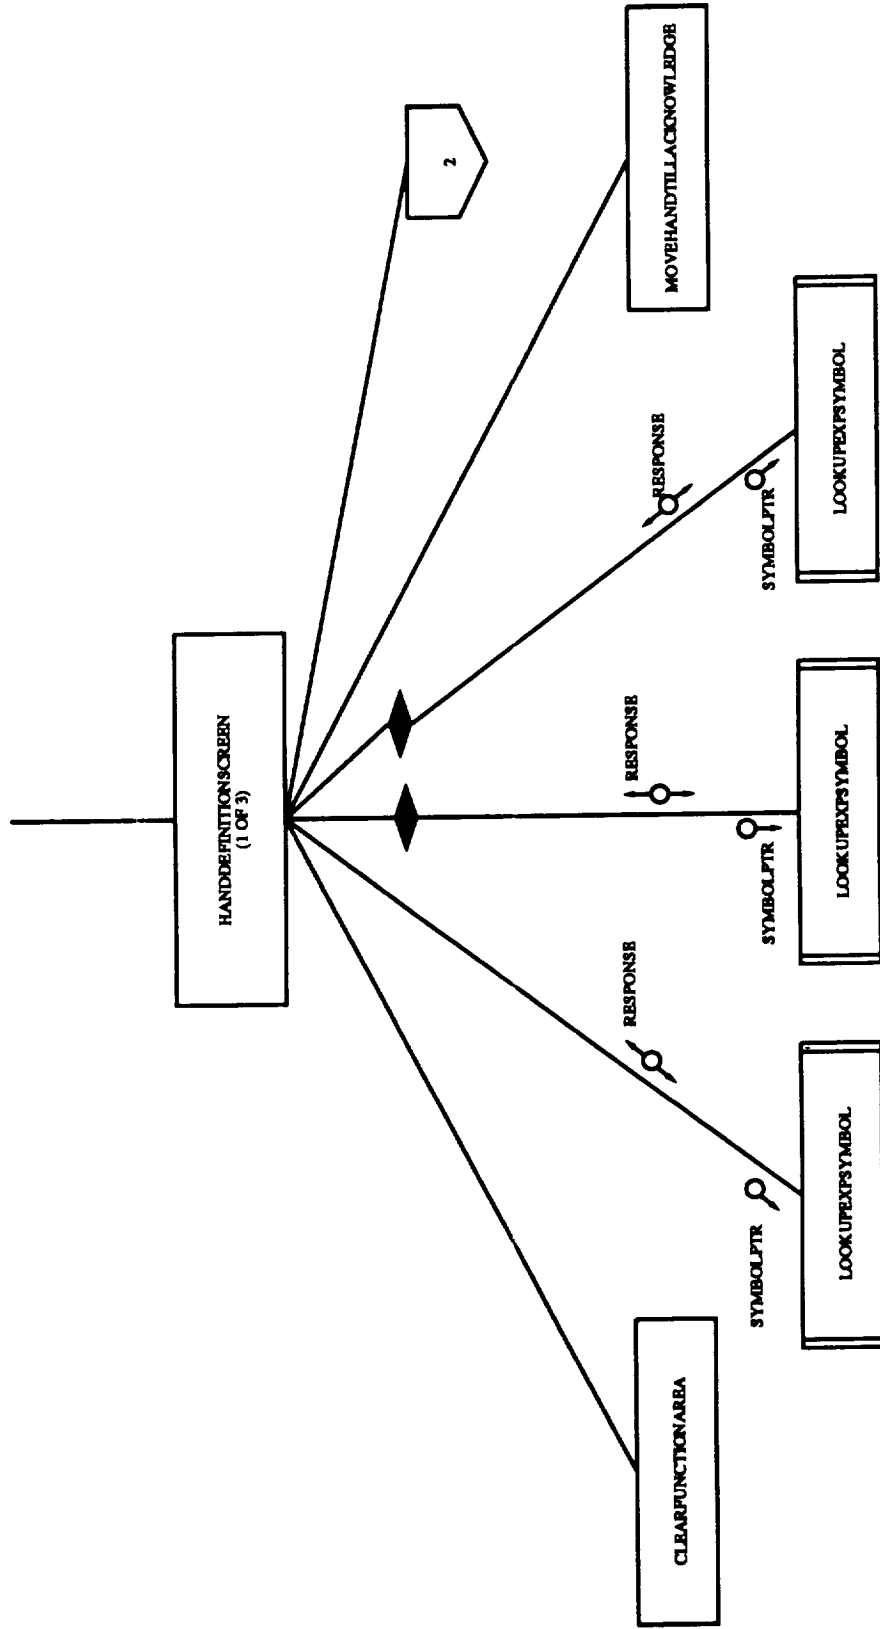 HANDDEFINITIONSCREEN
(1 OF 3)
2
CLEARFUNCTIONAREA
SYMBOLPTR
RESPONSE
LOOKUPEXPSYMBOL
SYMBOLPTR
RESPONSE
LOOKUPEXPSYMBOL
SYMBOLPTR
RESPONSE
LOOKUPEXPSYMBOL
MOVEHANDTILLACKNOWLEDGE